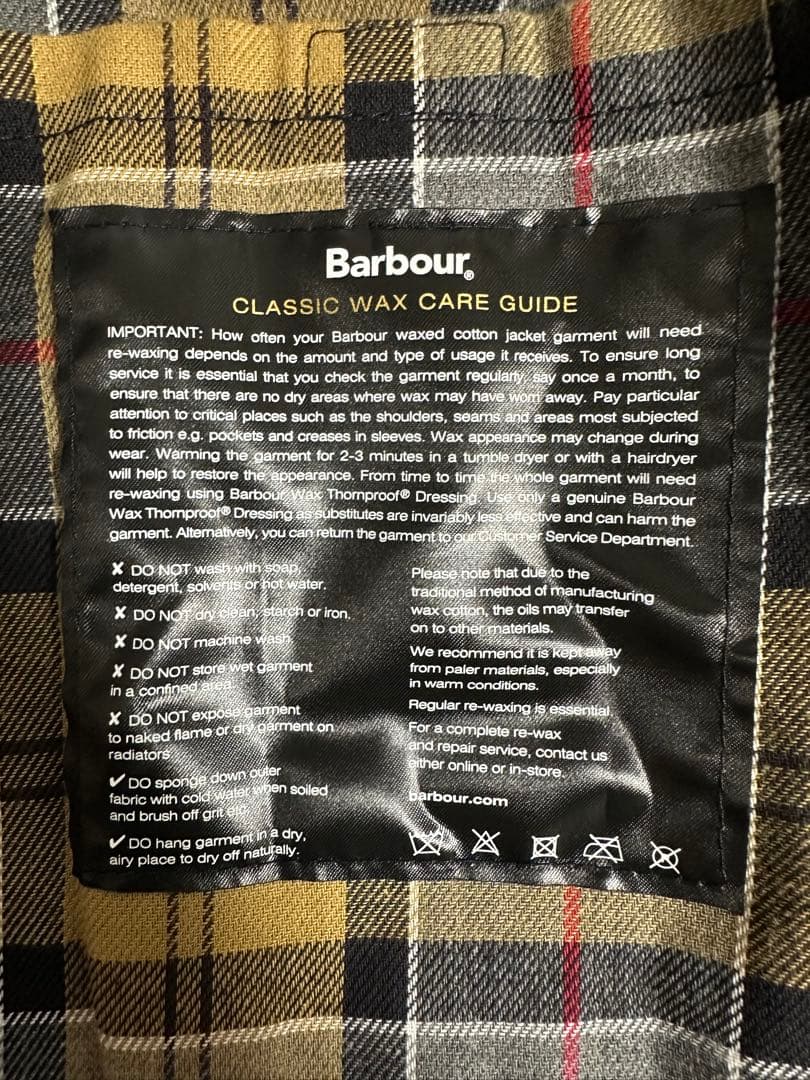 Barbour®
CLASSIC WAX CARE GUIDE
IMPORTANT: How often your Barbour waxed cotton jacket garment will need
re-waxing depends on the amount and type of usage it receives. To ensure long
service it is essential that you check the garment regularly, say once a month, to
ensure that there are no dry areas where wax may have worn away. Pay particular
attention to critical places such as the shoulders, seams and areas most subjected
to friction e.g. pockets and creases in sleeves. Wax appearance may change during
wear. Warming the garment for 2-3 minutes in a tumble dryer or with a hairdryer
will help to restore the appearance. From time to time the whole garment will need
re-waxing using Barbour Wax Thornproof® Dressing. Use only a genuine Barbour
Wax Thornproof® Dressing as substitutes are invariably less effective and can harm the
garment. Alternatively, you can return the garment to our Customer Service Department.
✘ DO NOT wash with soap,
detergent, solvents or hot water.
✘ DO NOT dry clean, starch or iron.
✘ DO NOT machine wash.
✘ DO NOT store wet garment
in a confined area.
✘ DO NOT expose garment
to naked flame or dry garment on
radiators
✔ DO sponge down outer
fabric with cold water when soiled
and brush off grit etc.
✔ DO hang garment in a dry,
airy place to dry off naturally.
Please note that due to the
traditional method of manufacturing
wax cotton, the oils may transfer
on to other materials.
We recommend it is kept away
from paler materials, especially
in warm conditions.
Regular re-waxing is essential.
For a complete re-wax
and repair service, contact us
either online or in-store.
barbour.com